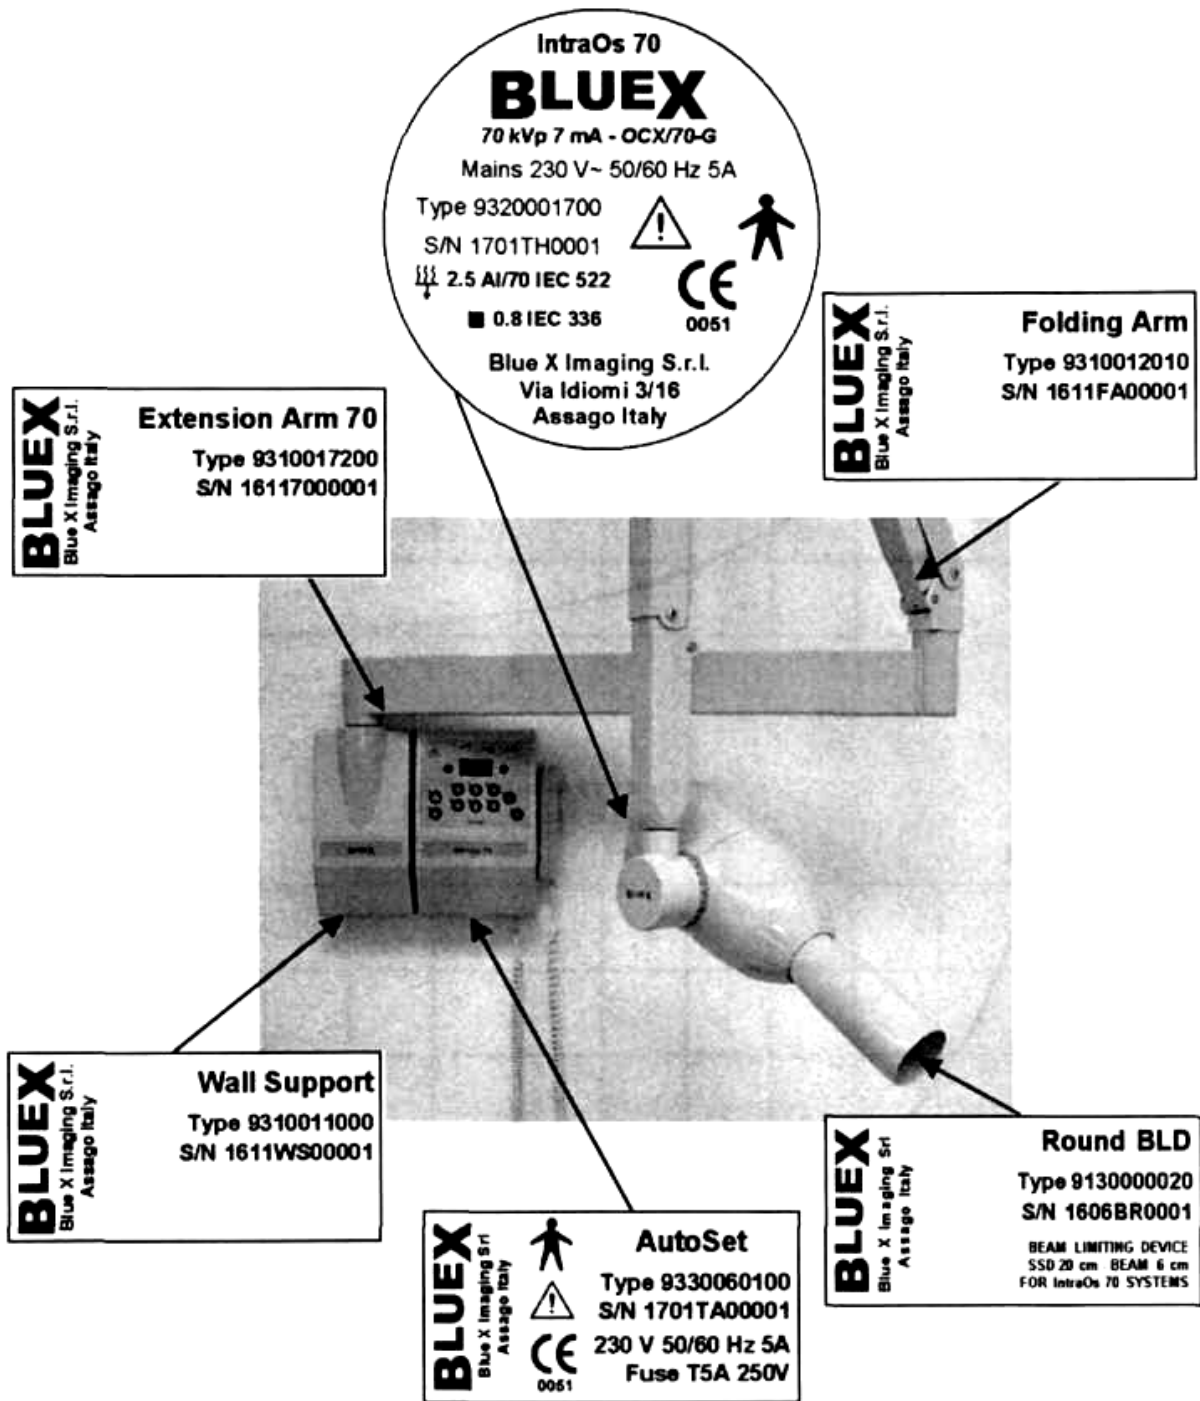 IntraOs 70
BLUEX
70 kVp 7 mA - OCX/70-G
Mains 230 V~ 50/60 Hz 5A
Type 9320001700
S/N 1701TH0001
2.5 Al/70 IEC 522
0.8 IEC 336
CE
0051
Blue X Imaging S.r.l.
Via Idiomi 3/16
Assago Italy
BLUEX
Blue X Imaging S.r.l.
Assago Italy
Folding Arm
Type 9310012010
S/N 1611FA00001
BLUEX
Blue X Imaging S.r.l.
Assago Italy
Extension Arm 70
Type 9310017200
S/N 16117000001
BLUEX
Blue X Imaging S.r.l.
Assago Italy
Wall Support
Type 9310011000
S/N 1611WS00001
BLUEX
Blue X Imaging Srl
Assago Italy
Round BLD
Type 9130000020
S/N 1606BR0001
BEAM LIMITING DEVICE
SSD 20 cm BEAM 6 cm
FOR IntraOs 70 SYSTEMS
BLUEX
Blue X Imaging Srl
Assago Italy
CE
0051
AutoSet
Type 9330060100
S/N 1701TA00001
230 V 50/60 Hz 5A
Fuse T5A 250V